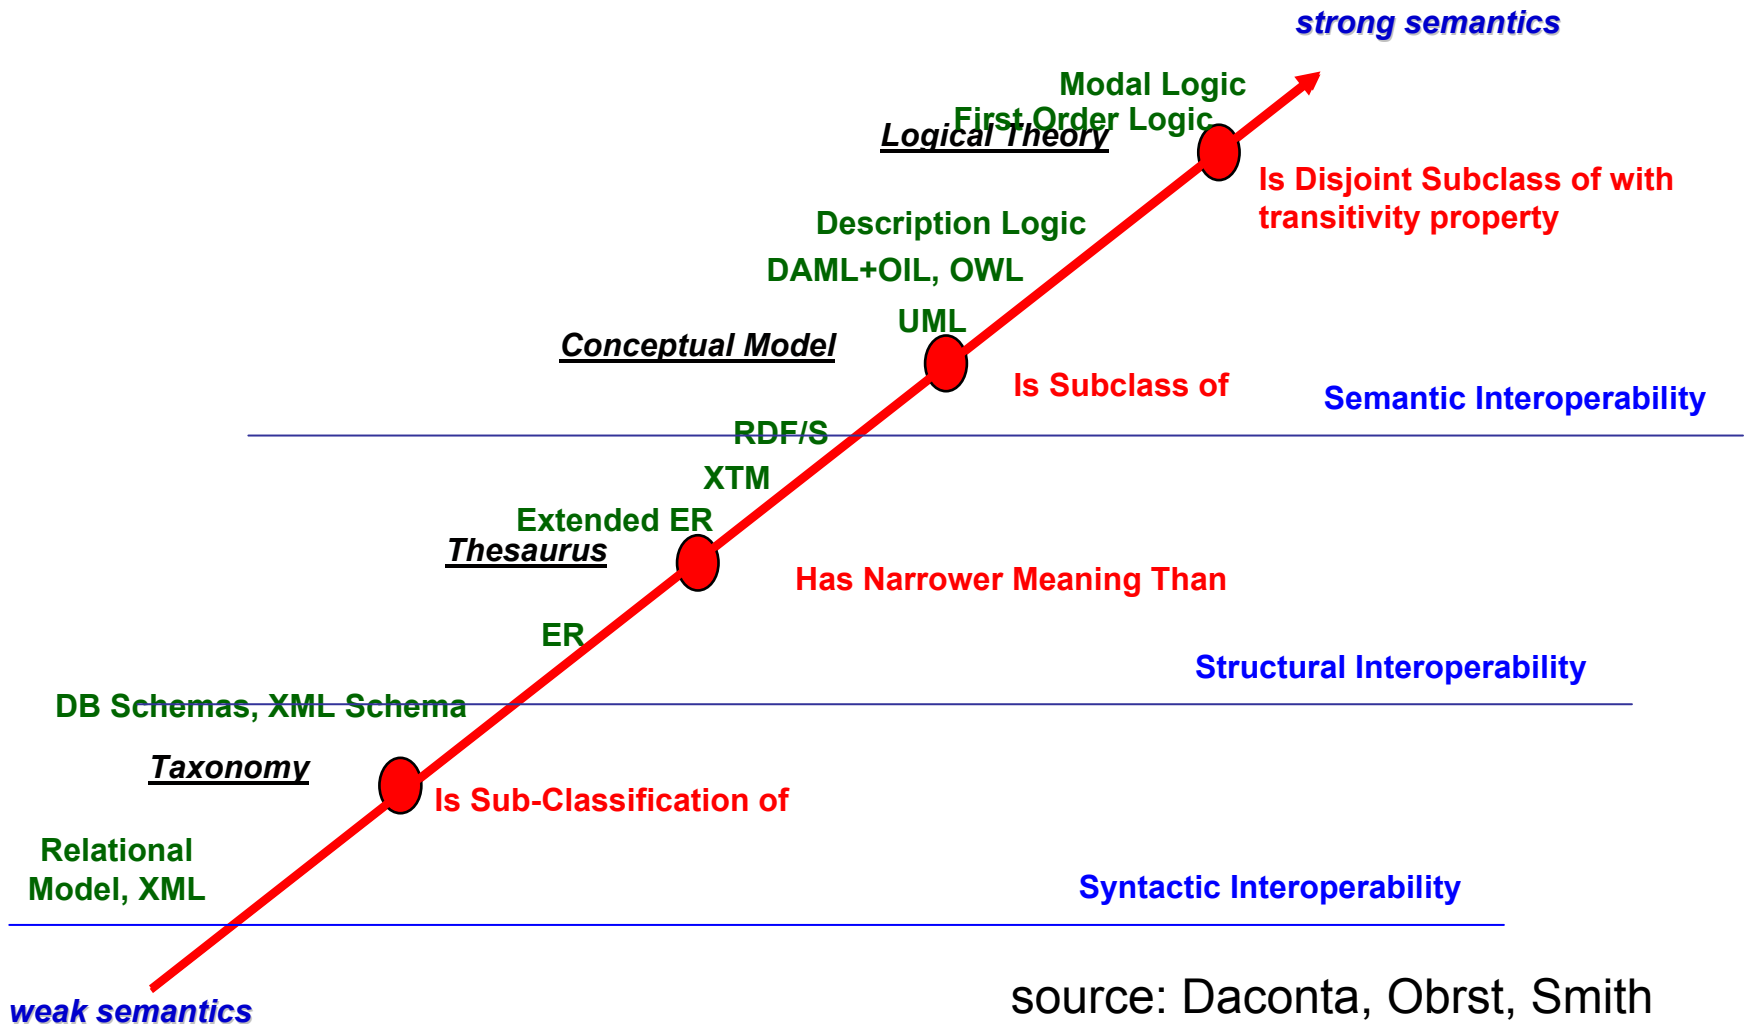 strong semantics
Modal Logic
First Order Logic
Logical Theory
Is Disjoint Subclass of with
transitivity property
Description Logic
DAML+OIL, OWL
UML
Conceptual Model
Is Subclass of
Semantic Interoperability
RDF/S
XTM
Extended ER
Thesaurus
Has Narrower Meaning Than
ER
Structural Interoperability
DB Schemas, XML Schema
Taxonomy
Is Sub-Classification of
Relational
Model, XML
Syntactic Interoperability
weak semantics
source: Daconta, Obrst, Smith